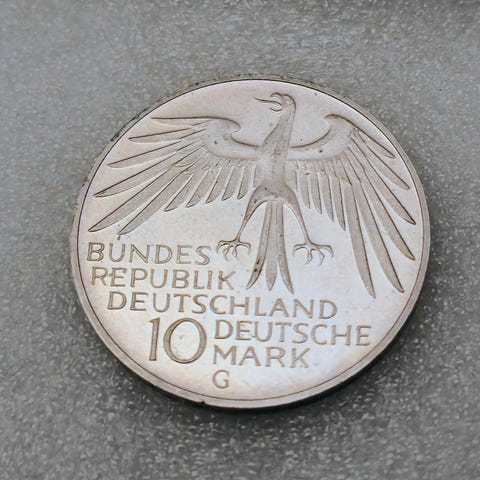 BUNDES
REPUBLIK
DEUTSCHLAND
10 DEUTSCHE
MARK
G